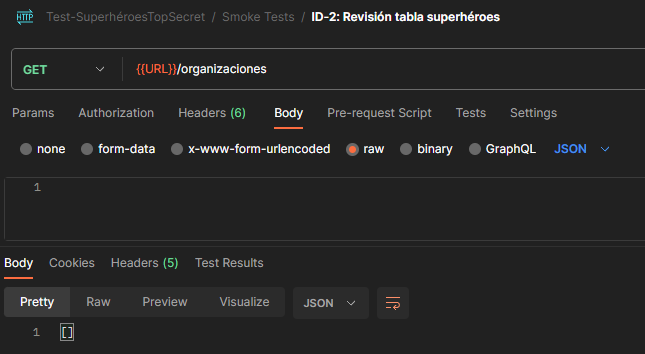 HTTP Test-SuperhéroesTopSecret / Smoke Tests / ID-2: Revisión tabla superhéroes
GET {{URL}}/organizaciones
Params Authorization Headers (6) Body Pre-request Script Tests Settings
none form-data x-www-form-urlencoded raw binary GraphQL JSON
1
Body Cookies Headers (5) Test Results
Pretty Raw Preview Visualize JSON
1 []